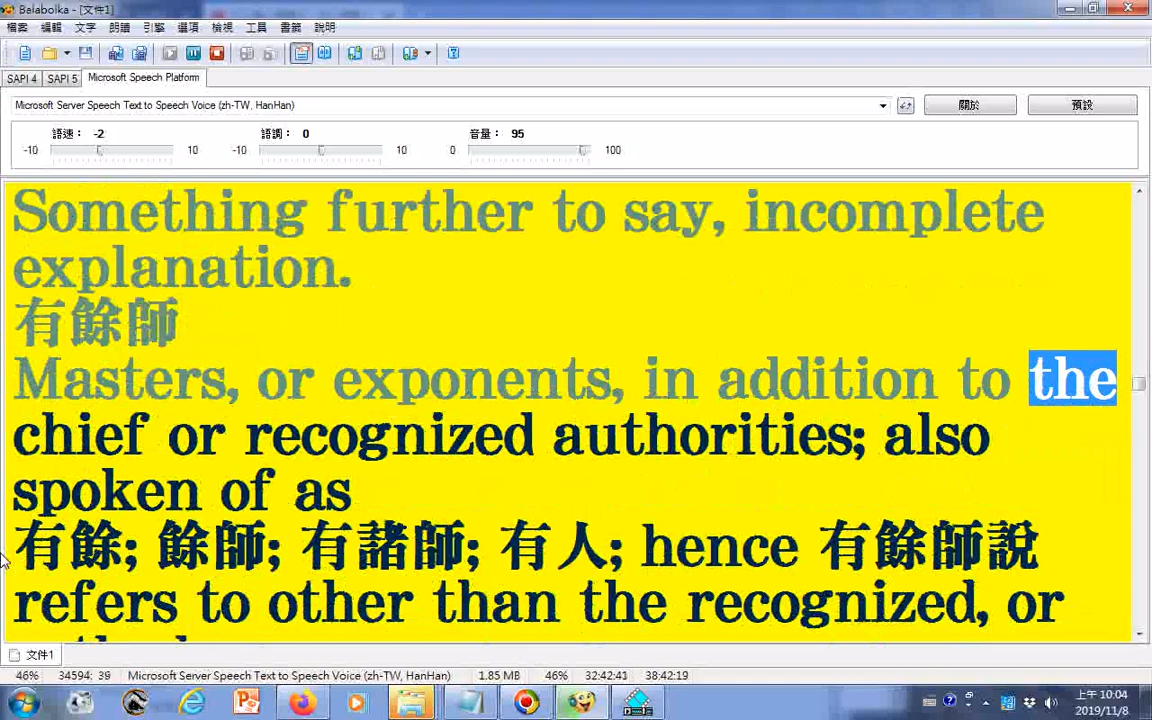 Balabolka - [文件1]
檔案 編輯 文字 朗讀 引擎 選項 檢視 工具 書籤 說明
SAPI 4 SAPI 5 Microsoft Speech Platform
Microsoft Server Speech Text to Speech Voice (zh-TW, HanHan) 關於 預設
語速： -2 語調： 0 音量： 95
-10 10 -10 10 0 100
Something further to say, incomplete
explanation.
有餘師
Masters, or exponents, in addition to the
chief or recognized authorities; also
spoken of as
有餘; 餘師; 有諸師; 有人; hence 有餘師說
refers to other than the recognized, or
文件1
46% 34594: 39 Microsoft Server Speech Text to Speech Voice (zh-TW, HanHan) 1.85 MB 46% 32:42:41 38:42:19
上午 10:04
2019/11/8